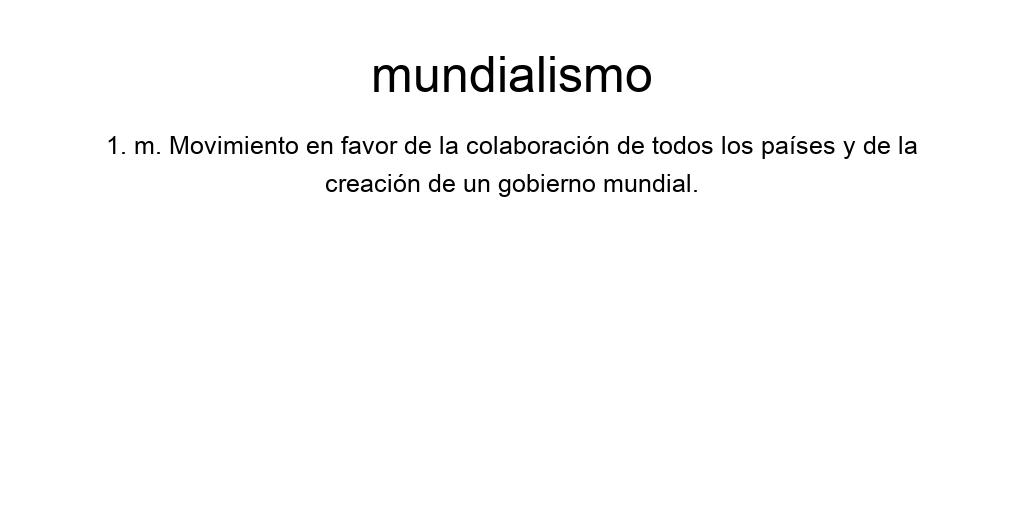 mundialismo
1. m. Movimiento en favor de la colaboración de todos los países y de la
creación de un gobierno mundial.